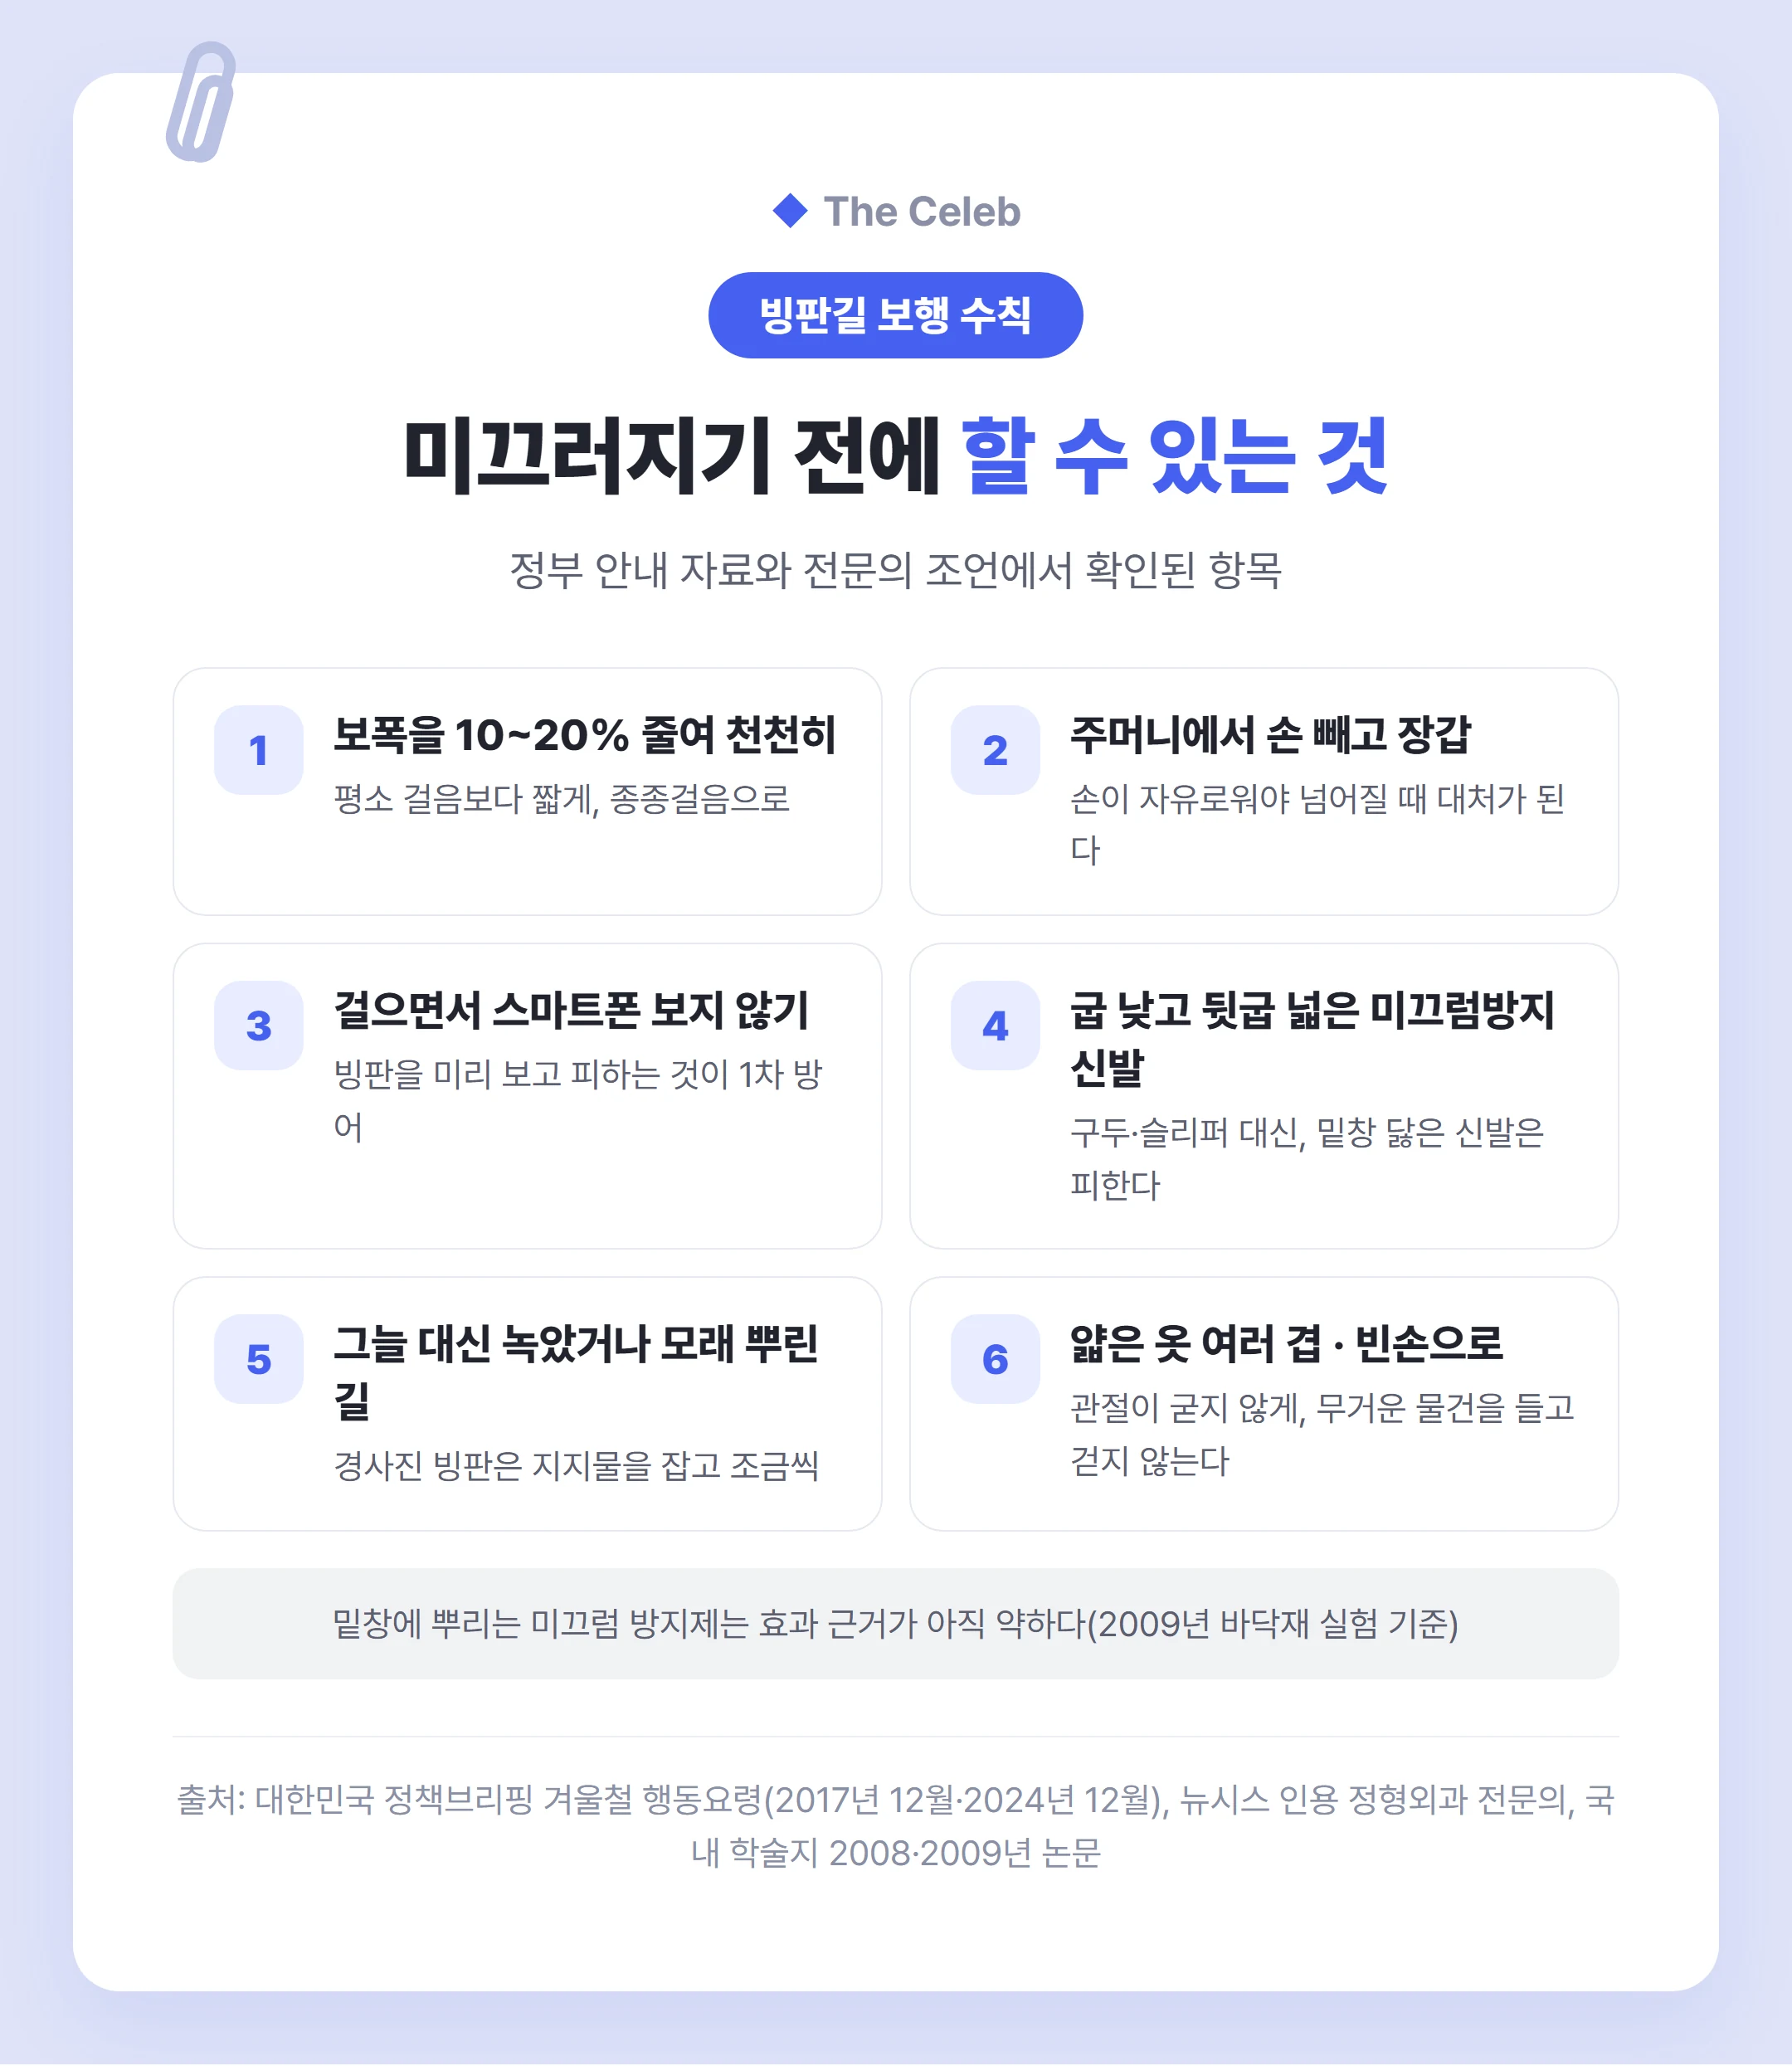 The Celeb
빙판길 보행 수칙
미끄러지기 전에 할 수 있는 것
정부 안내 자료와 전문의 조언에서 확인된 항목
1
보폭을 10~20% 줄여 천천히
평소 걸음보다 짧게, 종종걸음으로
2
주머니에서 손 빼고 장갑
손이 자유로워야 넘어질 때 대처가 된
다
3
걸으면서 스마트폰 보지 않기
빙판을 미리 보고 피하는 것이 1차 방
어
4
굽 낮고 뒷굽 넓은 미끄럼방지
신발
구두·슬리퍼 대신, 밑창 닳은 신발은
피한다
5
그늘 대신 녹았거나 모래 뿌린
길
경사진 빙판은 지지물을 잡고 조금씩
6
얇은 옷 여러 겹 · 빈손으로
관절이 굳지 않게, 무거운 물건을 들고
걷지 않는다
밑창에 뿌리는 미끄럼 방지제는 효과 근거가 아직 약하다(2009년 바닥재 실험 기준)
출처: 대한민국 정책브리핑 겨울철 행동요령(2017년 12월·2024년 12월), 뉴시스 인용 정형외과 전문의, 국
내 학술지 2008·2009년 논문